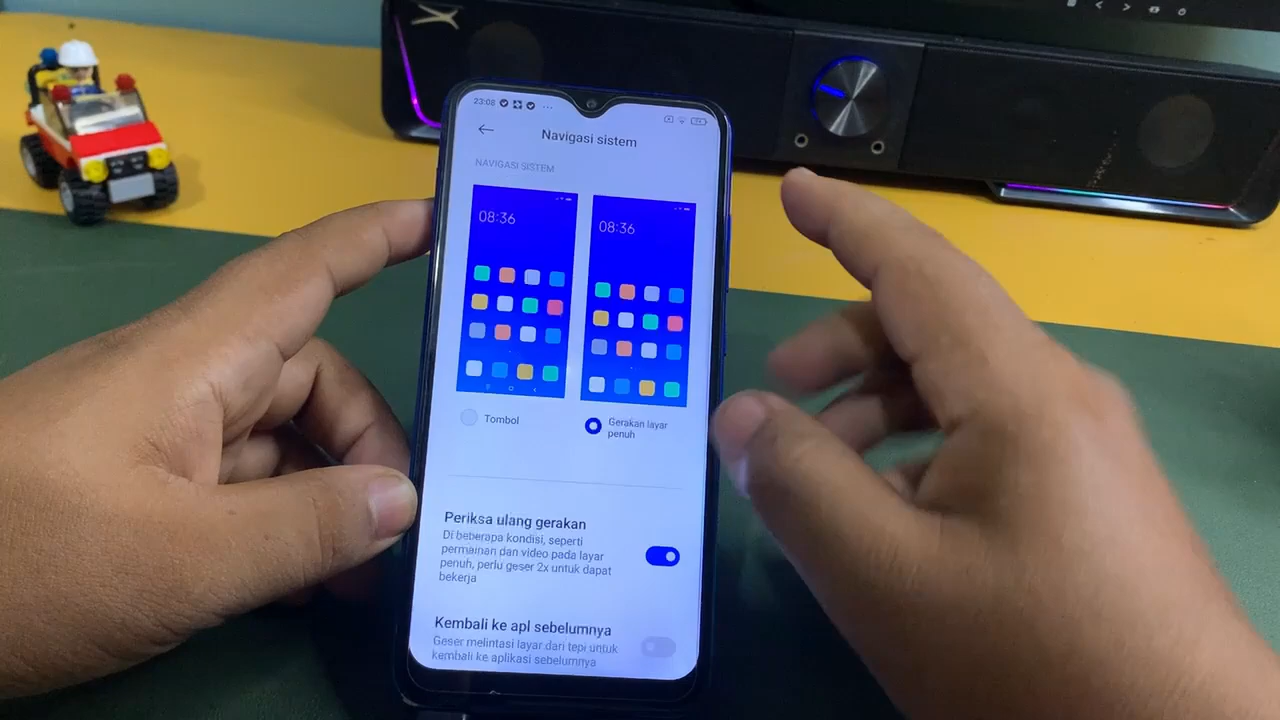 23:08
Navigasi sistem
NAVIGASI SISTEM
08:36
08:36
Tombol
Gerakan layar
penuh
Periksa ulang gerakan
Di beberapa kondisi, seperti
permainan dan video pada layar
penuh, perlu geser 2x untuk dapat
bekerja
Kembali ke apl sebelumnya
Geser melintasi layar dari tepi untuk
kembali ke aplikasi sebelumnya